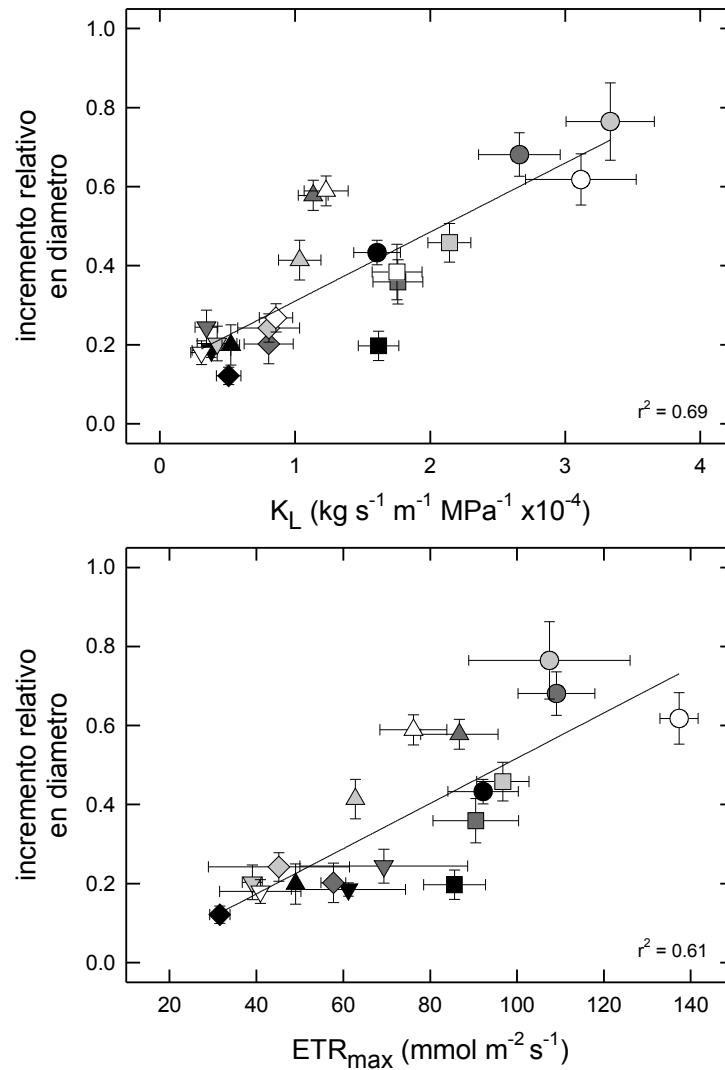 1.0
0.8
0.6
0.4
0.2
0.0
incremento relativo
en diametro
r² = 0.69
0 1 2 3 4
K_L (kg s⁻¹ m⁻¹ MPa⁻¹ x10⁻⁴)
1.0
0.8
0.6
0.4
0.2
0.0
incremento relativo
en diametro
r² = 0.61
20 40 60 80 100 120 140
ETR_max (mmol m⁻² s⁻¹)